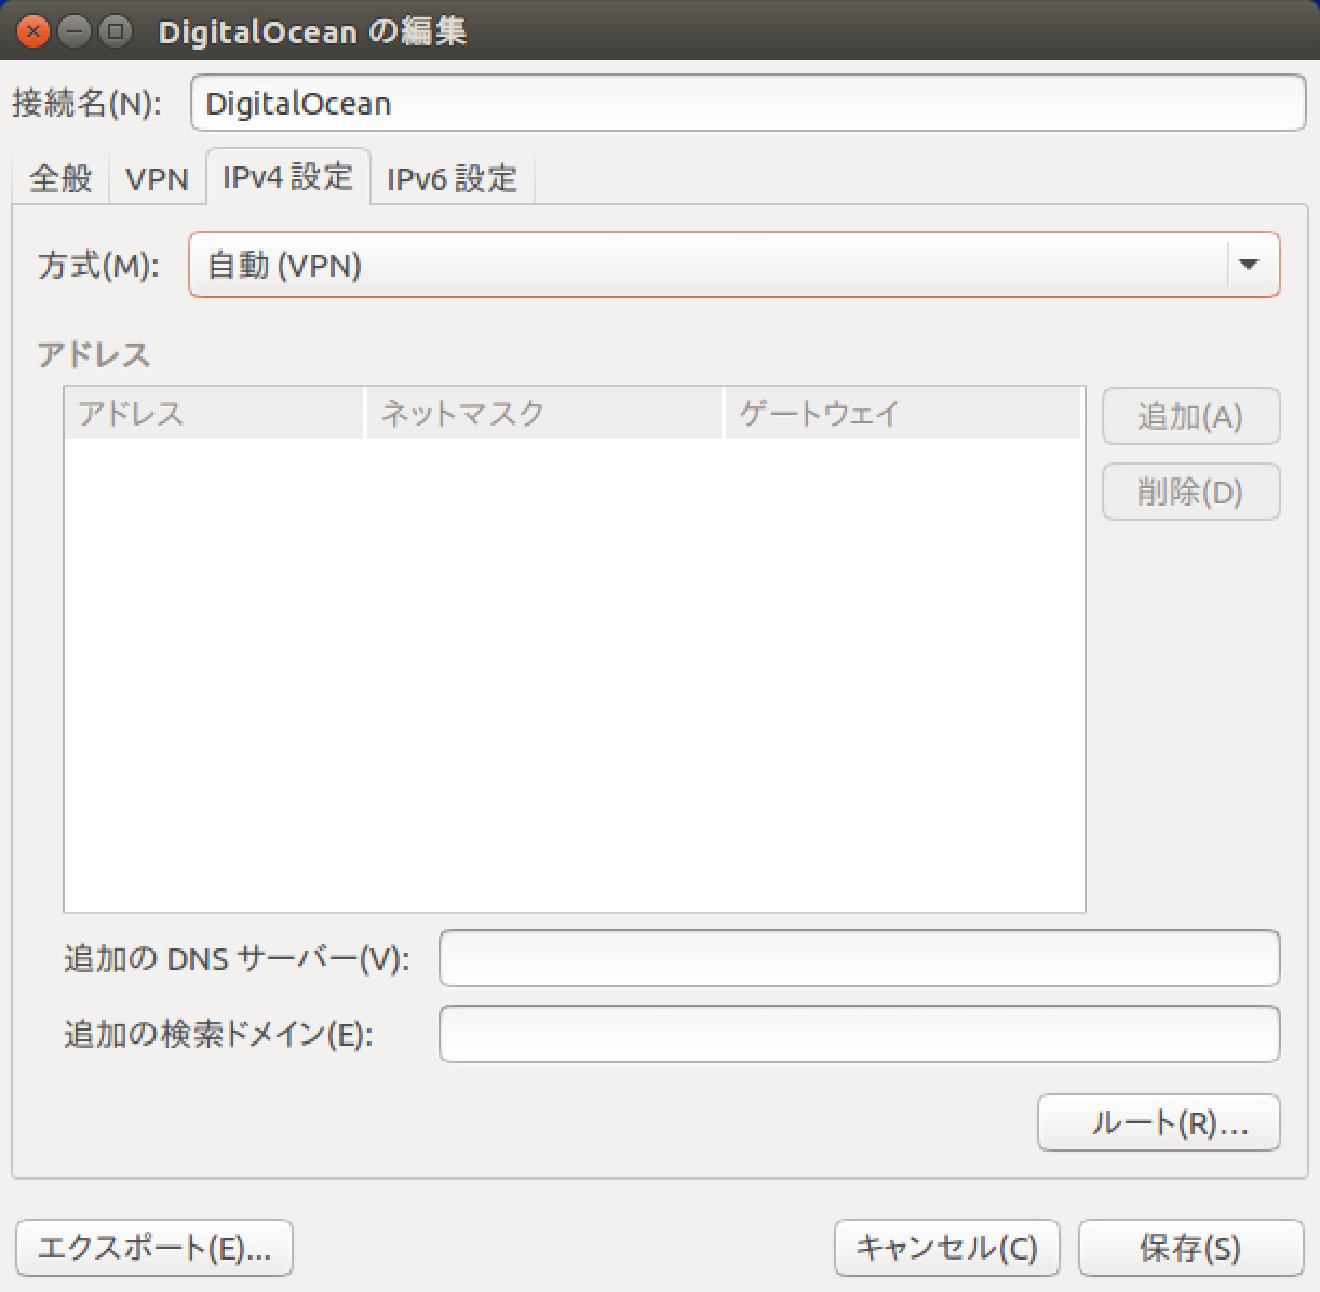 DigitalOcean の編集
接続名(N): DigitalOcean
全般 VPN IPv4 設定 IPv6 設定
方式(M): 自動 (VPN)
アドレス
アドレス ネットマスク ゲートウェイ 追加(A)
削除(D)
追加の DNS サーバー(V):
追加の検索ドメイン(E):
ルート(R)...
エクスポート(E)... キャンセル(C) 保存(S)